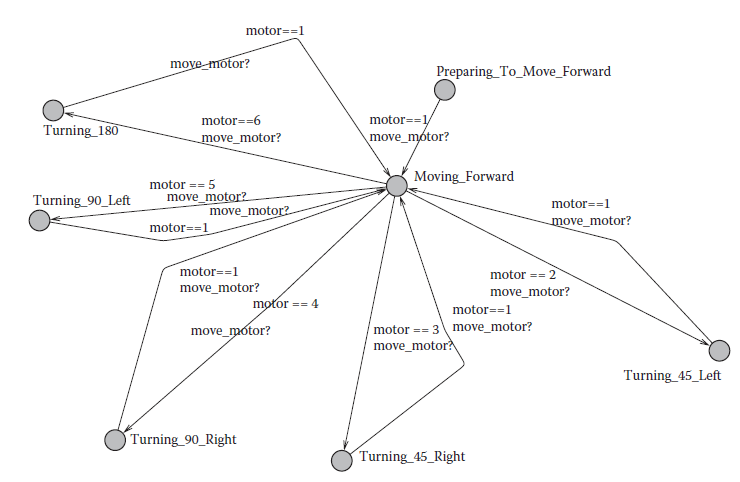 motor==1
move_motor?
Preparing_To_Move_Forward
motor==6
move_motor?
Turning_180
motor==1
move_motor?
Moving_Forward
motor == 5
move_motor?
Turning_90_Left
move_motor?
motor==1
motor==1
move_motor?
motor==1
move_motor?
motor == 2
move_motor?
motor == 4
move_motor?
motor==1
move_motor?
motor == 3
move_motor?
Turning_45_Left
Turning_90_Right
Turning_45_Right